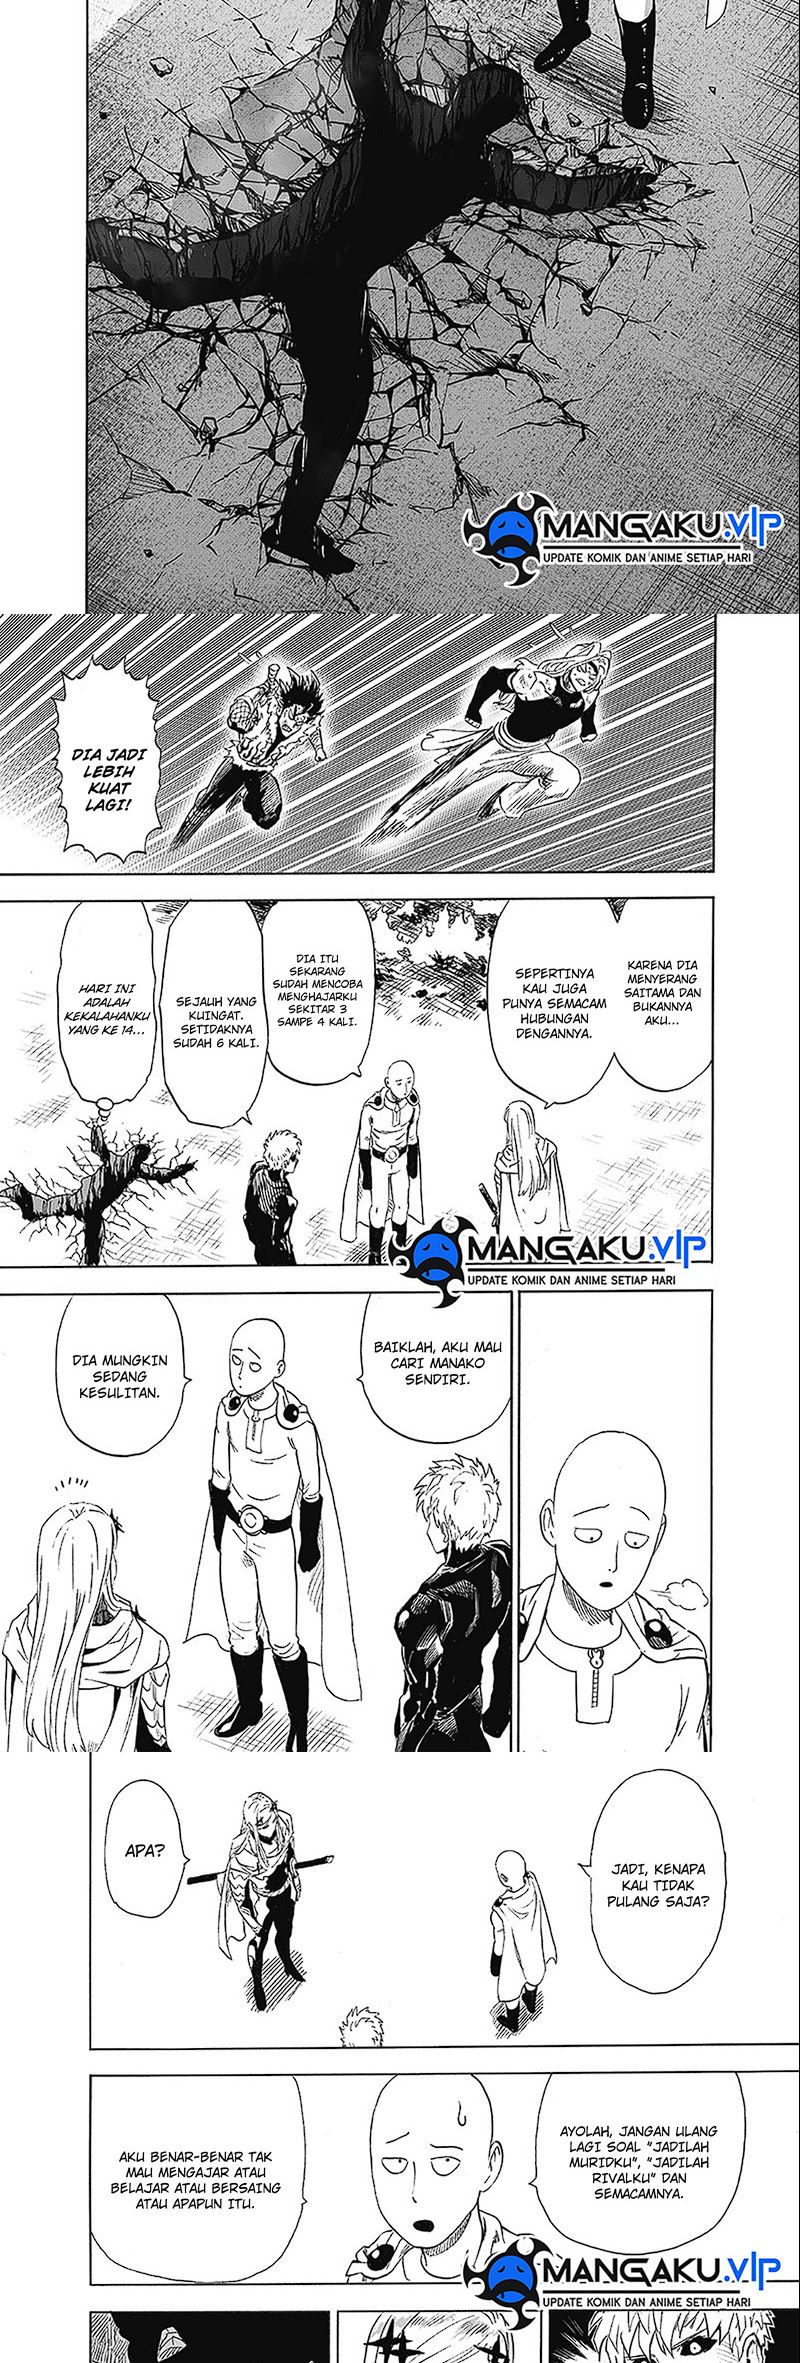 MANGAKU.VIP
UPDATE KOMIK DAN ANIME SETIAP HARI
DIA JADI
LEBIH
KUAT
LAGI!
KARENA DIA
MENYERANG
SAITAMA DAN
BUKANNYA
AKU...
SEPERTINYA
KAU JUGA
PUNYA SEMACAM
HUBUNGAN
DENGANNYA.
DIA ITU
SEKARANG
SUDAH MENCOBA
MENGHAJARKU
SEKITAR 3
SAMPE 4 KALI.
SEJAUH YANG
KUINGAT.
SETIDAKNYA
SUDAH 6 KALI.
HARI INI
ADALAH
KEKALAHANKU
YANG KE 14...
MANGAKU.VIP
UPDATE KOMIK DAN ANIME SETIAP HARI
BAIKLAH, AKU MAU
CARI MANAKO
SENDIRI.
DIA MUNGKIN
SEDANG
KESULITAN.
JADI, KENAPA
KAU TIDAK
PULANG SAJA?
APA?
AYOLAH, JANGAN ULANG
LAGI SOAL "JADILAH
MURIDKU", "JADILAH
RIVALKU" DAN
SEMACAMNYA.
AKU BENAR-BENAR TAK
MAU MENGAJAR ATAU
BELAJAR ATAU BERSAING
ATAU APAPUN ITU.
MANGAKU.VIP
UPDATE KOMIK DAN ANIME SETIAP HARI